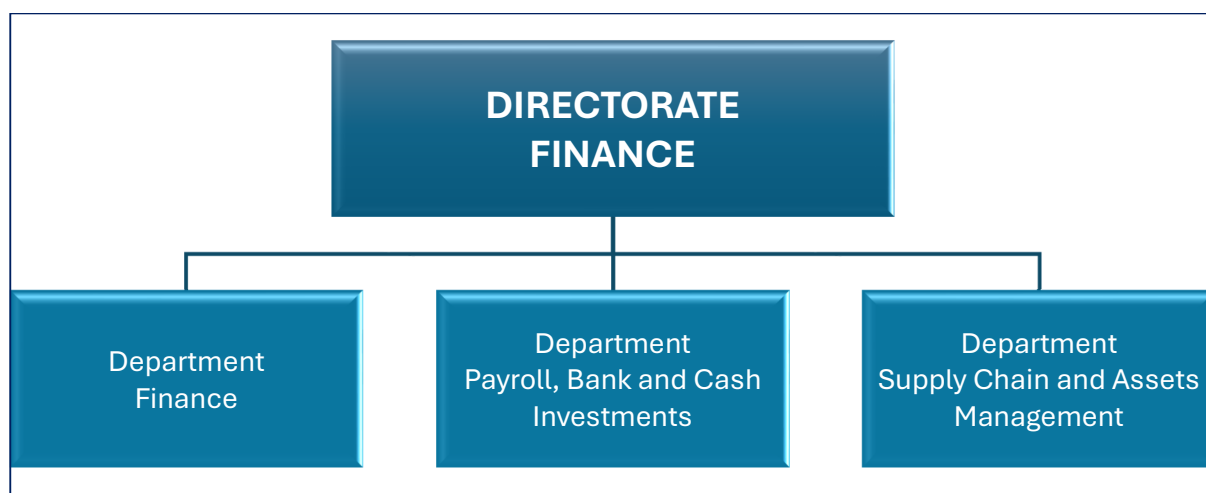 DIRECTORATE
FINANCE
Department
Finance
Department
Payroll, Bank and Cash
Investments
Department
Supply Chain and Assets
Management